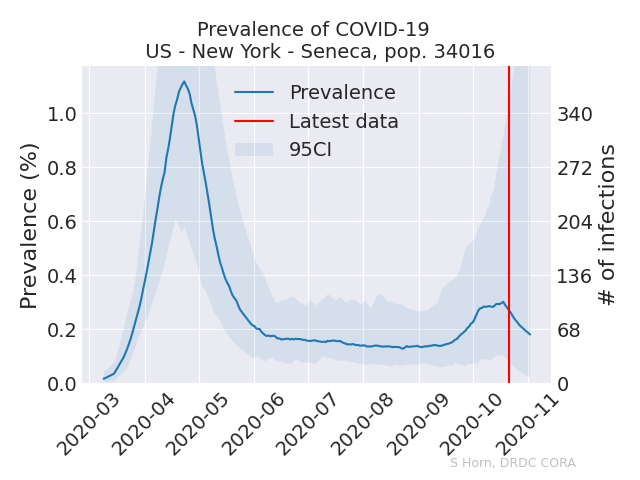 Prevalence of COVID-19
US - New York - Seneca, pop. 34016
Prevalence
Latest data
95CI
Prevalence (%)
1.0
0.8
0.6
0.4
0.2
0.0
340
272
204
136
68
0
# of infections
2020-03
2020-04
2020-05
2020-06
2020-07
2020-08
2020-09
2020-10
2020-11
S Horn, DRDC CORA